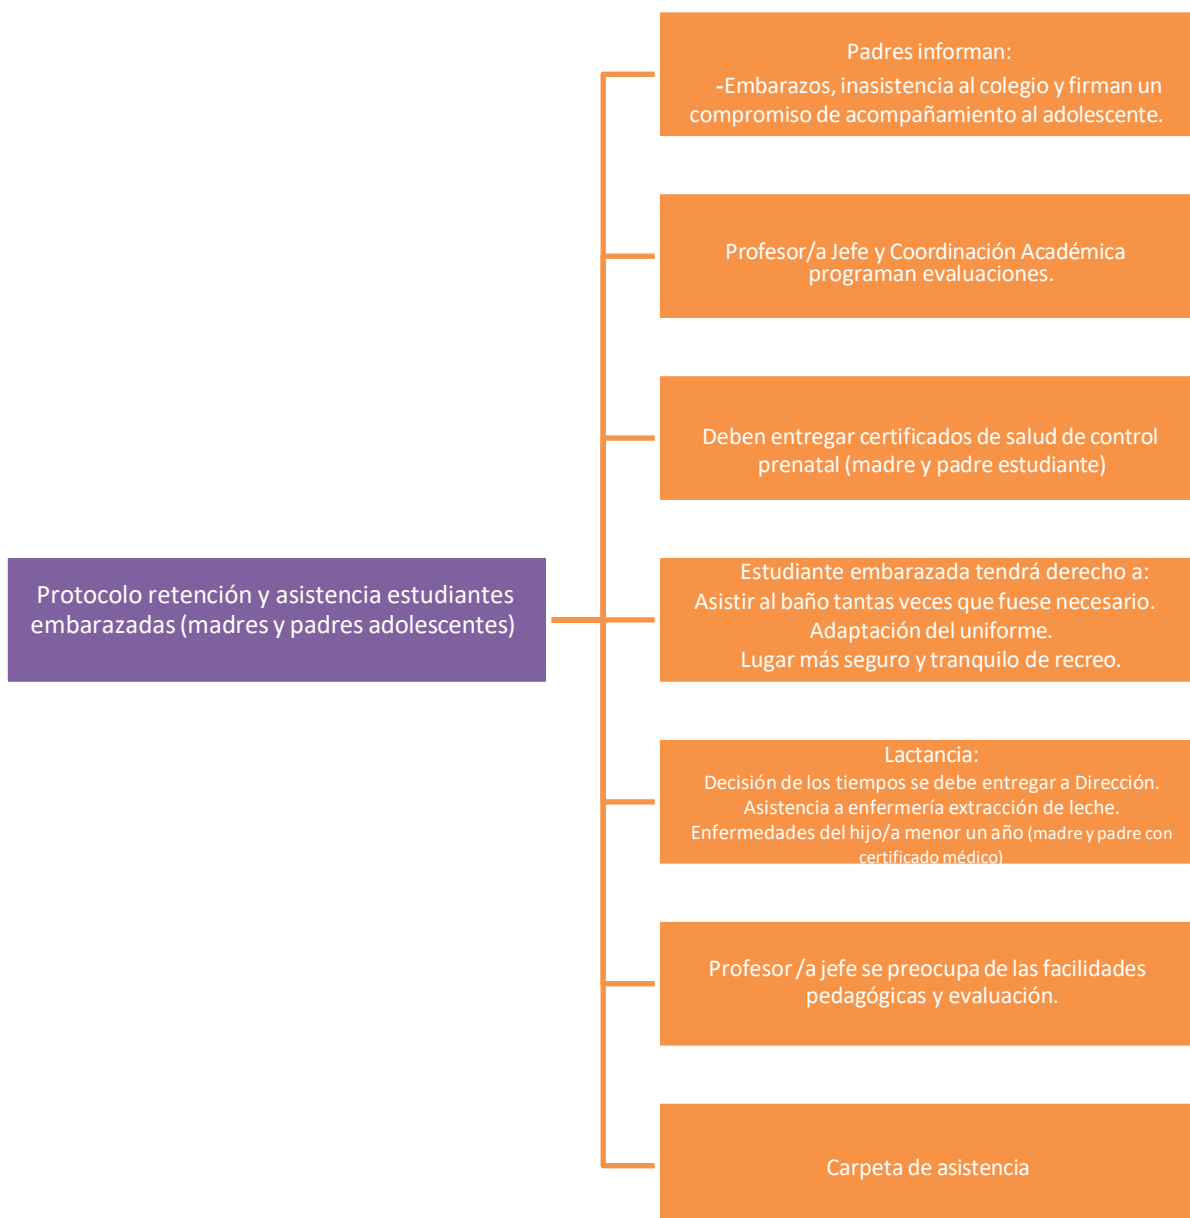 Padres informan:
-Embarazos, inasistencia al colegio y firman un
compromiso de acompañamiento al adolescente.
Profesor/a Jefe y Coordinación Académica
programan evaluaciones.
Deben entregar certificados de salud de control
prenatal (madre y padre estudiante)
Protocolo retención y asistencia estudiantes
embarazadas (madres y padres adolescentes)
Estudiante embarazada tendrá derecho a:
Asistir al baño tantas veces que fuese necesario.
Adaptación del uniforme.
Lugar más seguro y tranquilo de recreo.
Lactancia:
Decisión de los tiempos se debe entregar a Dirección.
Asistencia a enfermería extracción de leche.
Enfermedades del hijo/a menor un año (madre y padre con
certificado médico)
Profesor /a jefe se preocupa de las facilidades
pedagógicas y evaluación.
Carpeta de asistencia